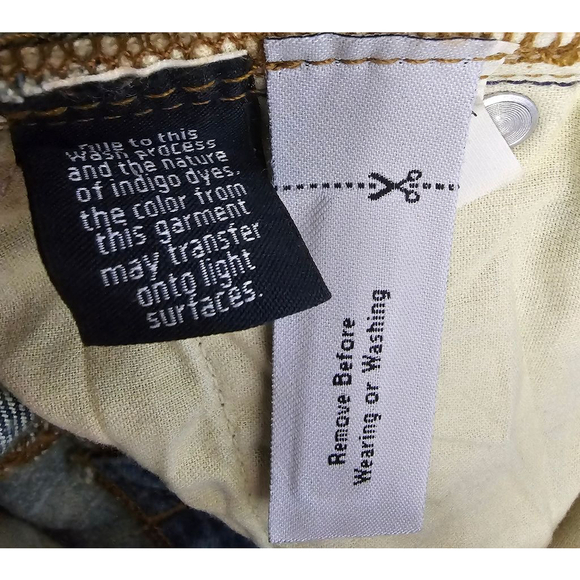 Due to this
wash process
and the nature
of indigo dyes,
the color from
this garment
may transfer
onto light
surfaces.
Remove Before
Wearing or Washing